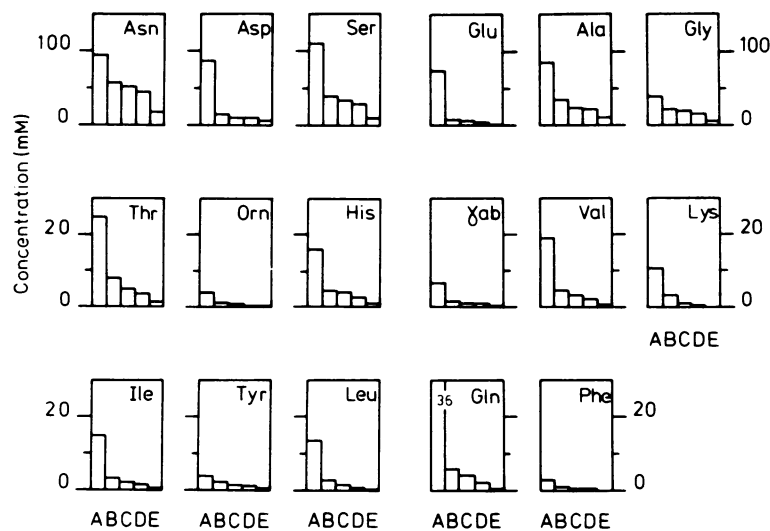 Concentration (mM)
Asn Asp Ser Glu Ala Gly
100 100
0 0
Thr Orn His ɣab Val Lys
20 20
0 0
ABCDE
Ile Tyr Leu 36 Gln Phe
20 20
0 0
ABCDE ABCDE ABCDE ABCDE ABCDE